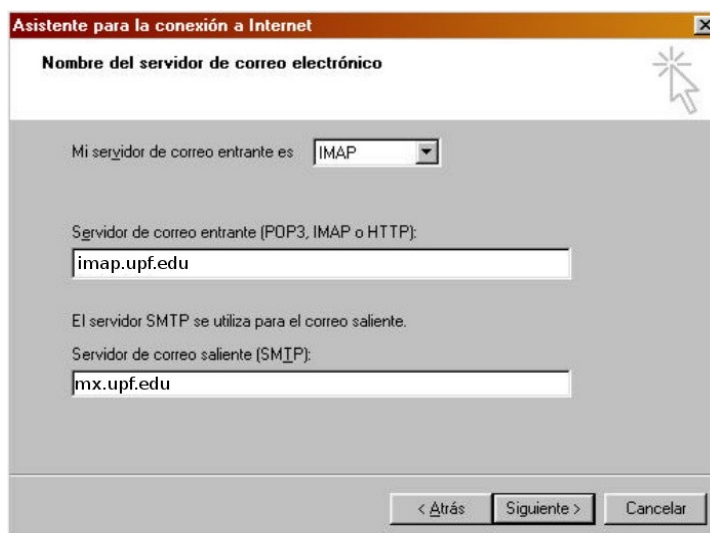 Asistente para la conexión a Internet
Nombre del servidor de correo electrónico
Mi servidor de correo entrante es IMAP
Servidor de correo entrante (POP3, IMAP o HTTP):
imap.upf.edu
El servidor SMTP se utiliza para el correo saliente.
Servidor de correo saliente (SMTP):
mx.upf.edu
< Atrás Siguiente > Cancelar